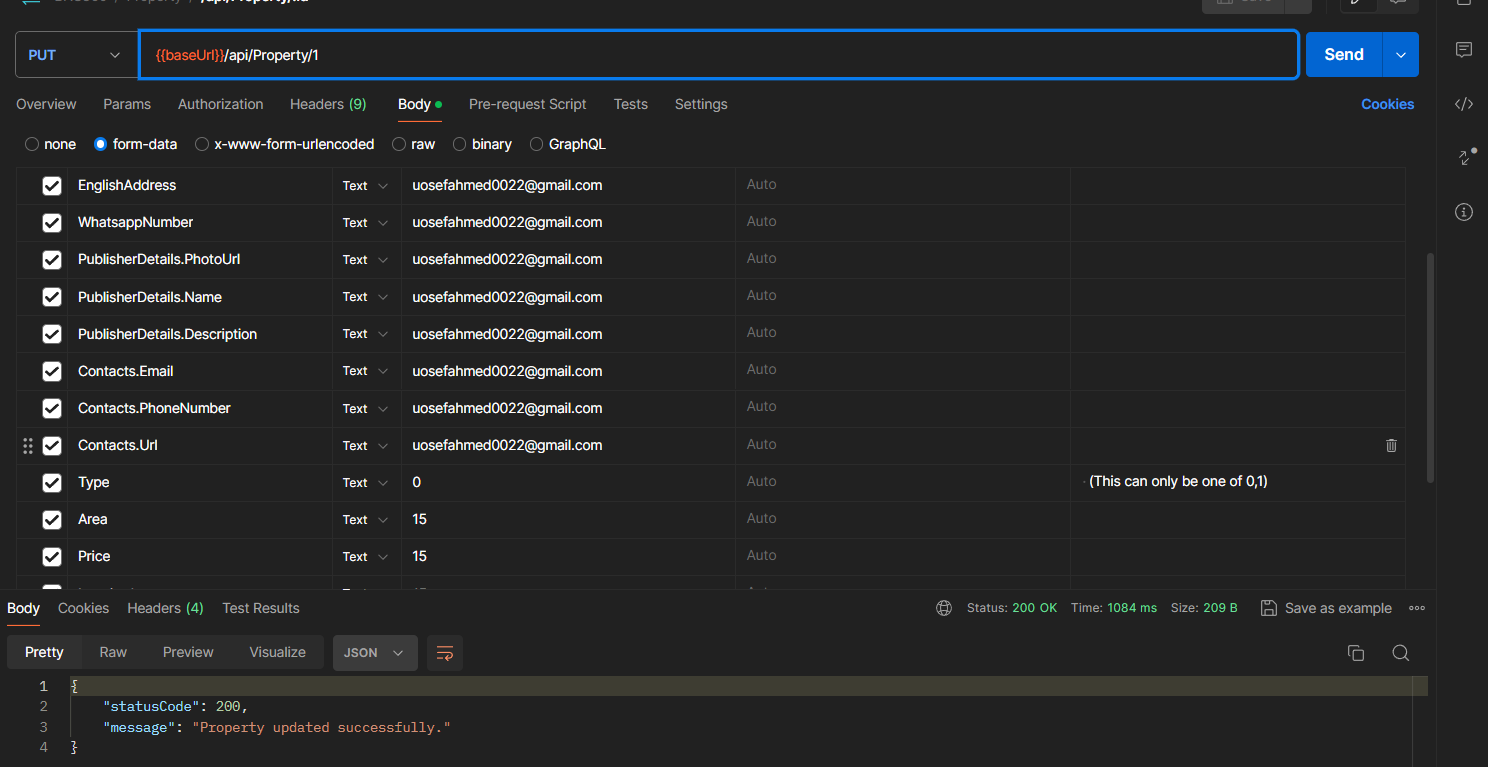 PUT {{baseUrl}}/api/Property/1 Send
Overview Params Authorization Headers (9) Body Pre-request Script Tests Settings Cookies
none form-data x-www-form-urlencoded raw binary GraphQL
EnglishAddress Text uosefahmed0022@gmail.com Auto
WhatsappNumber Text uosefahmed0022@gmail.com Auto
PublisherDetails.PhotoUrl Text uosefahmed0022@gmail.com Auto
PublisherDetails.Name Text uosefahmed0022@gmail.com Auto
PublisherDetails.Description Text uosefahmed0022@gmail.com Auto
Contacts.Email Text uosefahmed0022@gmail.com Auto
Contacts.PhoneNumber Text uosefahmed0022@gmail.com Auto
Contacts.Url Text uosefahmed0022@gmail.com Auto
Type Text 0 Auto (This can only be one of 0,1)
Area Text 15 Auto
Price Text 15 Auto
Body Cookies Headers (4) Test Results Status: 200 OK Time: 1084 ms Size: 209 B Save as example
Pretty Raw Preview Visualize JSON
1 {
2 "statusCode": 200,
3 "message": "Property updated successfully."
4 }